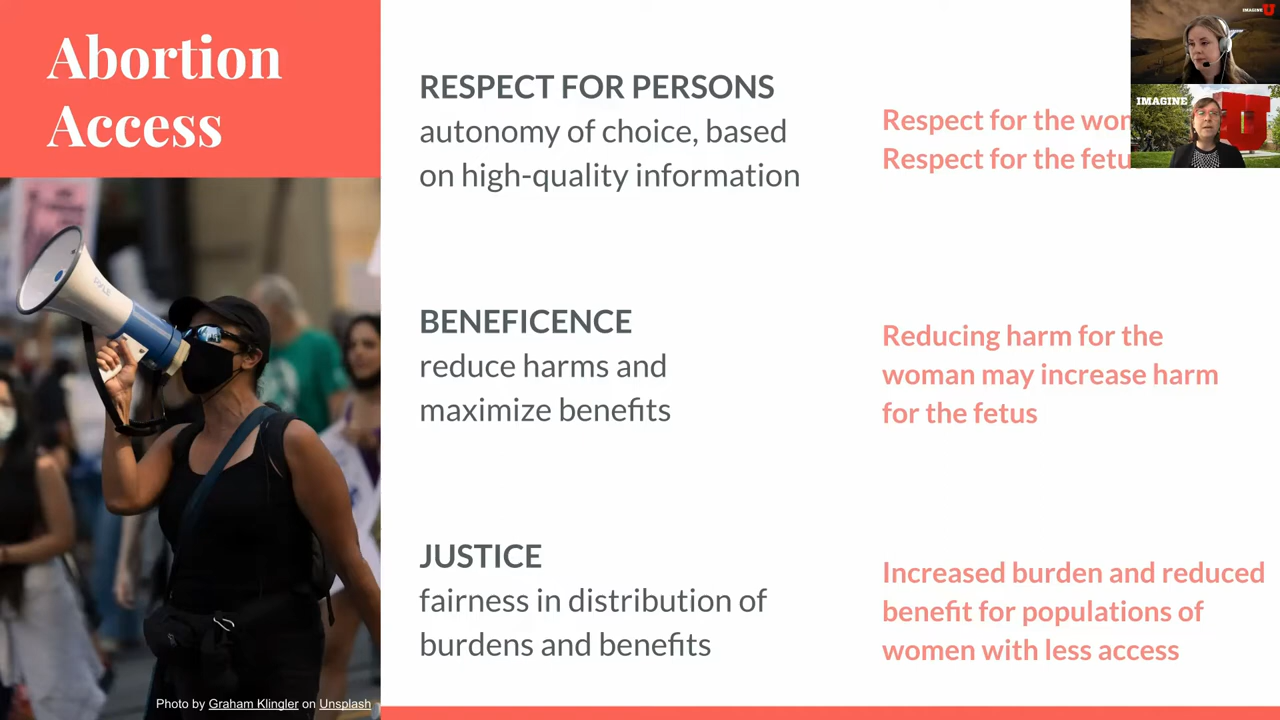 Abortion
Access
RESPECT FOR PERSONS
autonomy of choice, based
on high-quality information
Respect for the
Respect for the
BENEFICENCE
reduce harms and
maximize benefits
Reducing harm for the
woman may increase harm
for the fetus
JUSTICE
fairness in distribution of
burdens and benefits
Increased burden and reduced
benefit for populations of
women with less access
Photo by Graham Klingler on Unsplash
IMAGINE U
IMAGINE U
PYLE